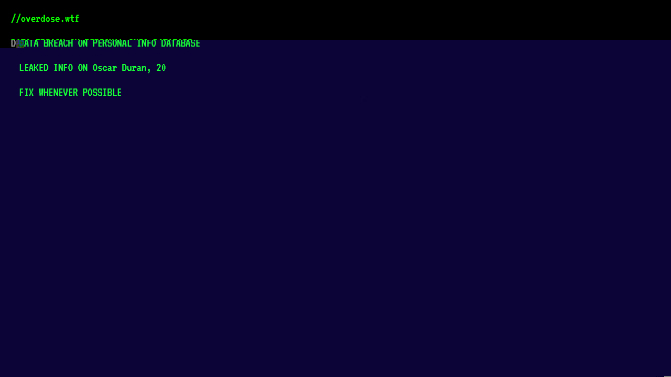 //overdose.wtf
DATA BREACH ON PERSONAL INFO DATABASE
LEAKED INFO ON Oscar Duran, 20
FIX WHENEVER POSSIBLE